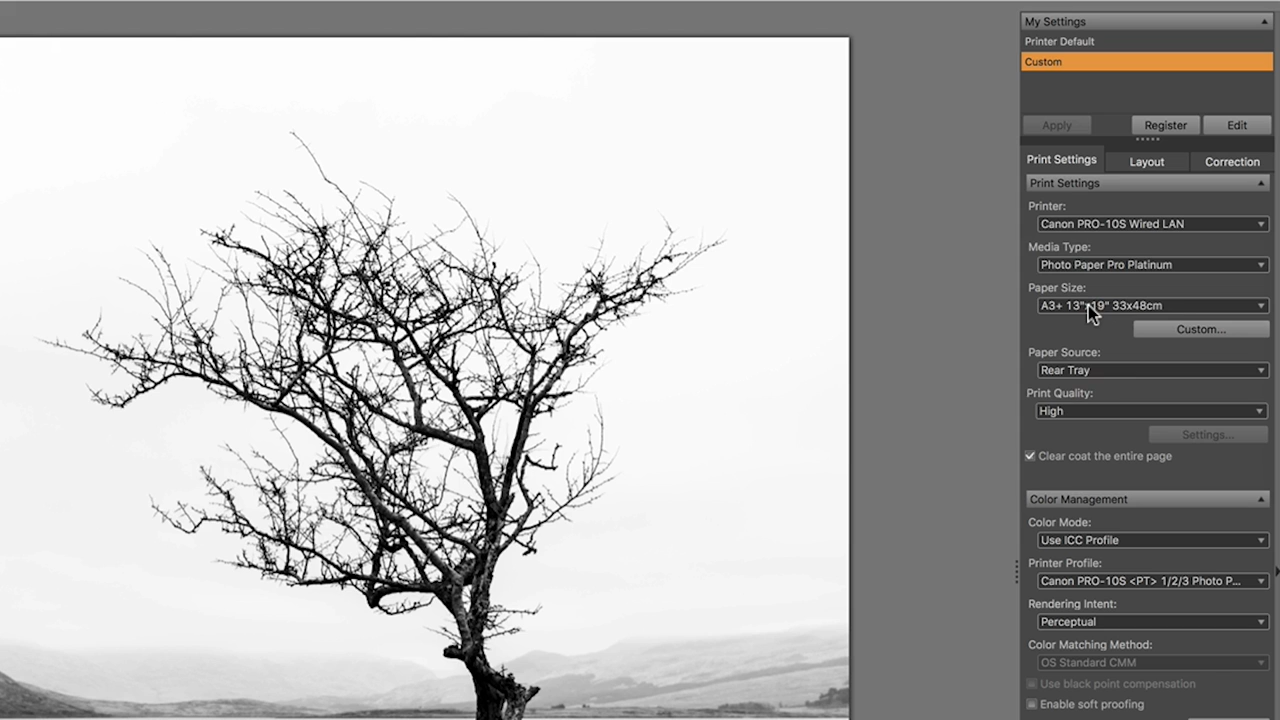 My Settings
Printer Default
Custom
Apply Register Edit
Print Settings Layout Correction
Print Settings
Printer:
Canon PRO-10S Wired LAN
Media Type:
Photo Paper Pro Platinum
Paper Size:
A3+ 13"x19" 33x48cm
Custom...
Paper Source:
Rear Tray
Print Quality:
High
Settings...
Clear coat the entire page
Color Management
Color Mode:
Use ICC Profile
Printer Profile:
Canon PRO-10S <PT> 1/2/3 Photo P...
Rendering Intent:
Perceptual
Color Matching Method:
OS Standard CMM
Use black point compensation
Enable soft proofing